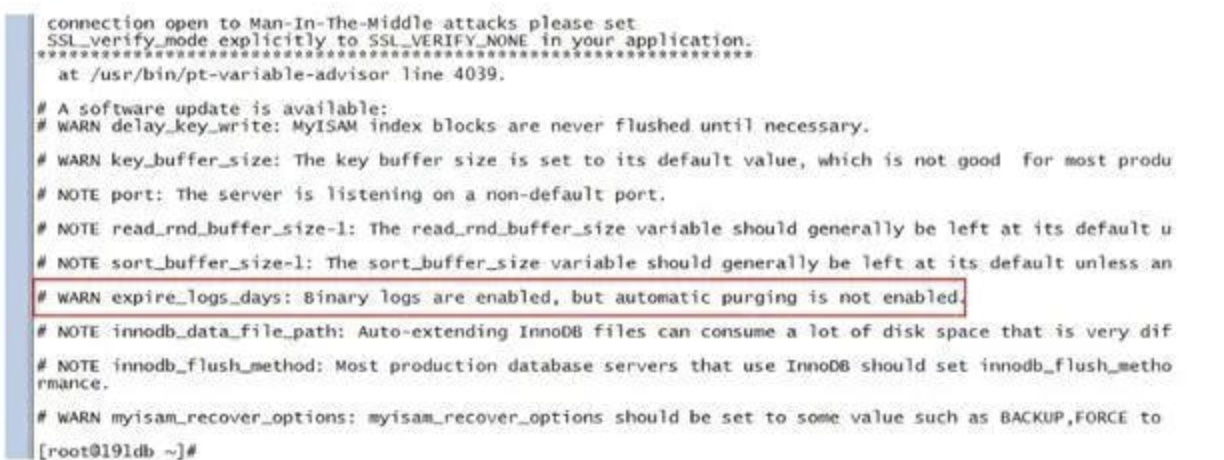 connection open to Man-In-The-Middle attacks please set
SSL_verify_mode explicitly to SSL_VERIFY_NONE in your application.
*******************************************************************
at /usr/bin/pt-variable-advisor line 4039.
# A software update is available:
# WARN delay_key_write: MyISAM index blocks are never flushed until necessary.
# WARN key_buffer_size: The key buffer size is set to its default value, which is not good  for most produ
# NOTE port: The server is listening on a non-default port.
# NOTE read_rnd_buffer_size-1: The read_rnd_buffer_size variable should generally be left at its default u
# NOTE sort_buffer_size-1: The sort_buffer_size variable should generally be left at its default unless an
# WARN expire_logs_days: Binary logs are enabled, but automatic purging is not enabled.
# NOTE innodb_data_file_path: Auto-extending InnoDB files can consume a lot of disk space that is very dif
# NOTE innodb_flush_method: Most production database servers that use InnoDB should set innodb_flush_metho
rmance.
# WARN myisam_recover_options: myisam_recover_options should be set to some value such as BACKUP,FORCE to
[root@191db ~]#